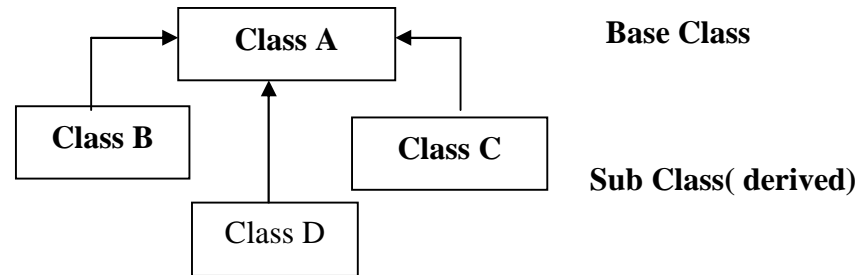 Class A
Base Class
Class B
Class C
Sub Class( derived)
Class D